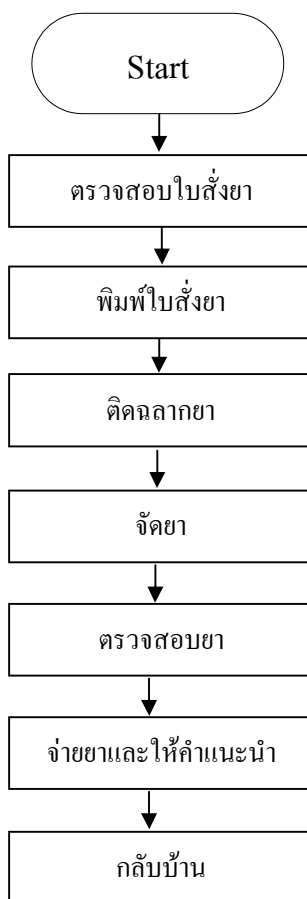 Start
ตรวจสอบใบสั่งยา
พิมพ์ใบสั่งยา
ติดฉลากยา
จัดยา
ตรวจสอบยา
จ่ายยาและให้คำแนะนำ
กลับบ้าน